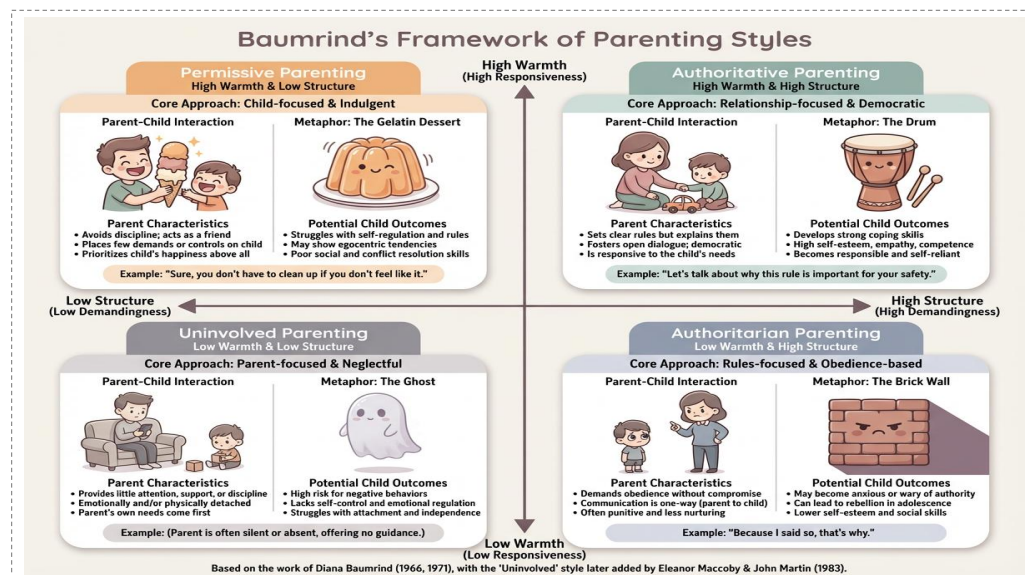 Baumrind's Framework of Parenting Styles
High Warmth
(High Responsiveness)
Permissive Parenting
High Warmth & Low Structure
Core Approach: Child-focused & Indulgent
Parent-Child Interaction
Metaphor: The Gelatin Dessert
Parent Characteristics
• Avoids discipline; acts as a friend
• Places few demands or controls on child
• Prioritizes child's happiness above all
Potential Child Outcomes
• Struggles with self-regulation and rules
• May show egocentric tendencies
• Poor social and conflict resolution skills
Example: "Sure, you don't have to clean up if you don't feel like it."
Authoritative Parenting
High Warmth & High Structure
Core Approach: Relationship-focused & Democratic
Parent-Child Interaction
Metaphor: The Drum
Parent Characteristics
• Sets clear rules but explains them
• Fosters open dialogue; democratic
• Is responsive to the child's needs
Potential Child Outcomes
• Develops strong coping skills
• High self-esteem, empathy, competence
• Becomes responsible and self-reliant
Example: "Let's talk about why this rule is important for your safety."
Low Structure
(Low Demandingness)
High Structure
(High Demandingness)
Uninvolved Parenting
Low Warmth & Low Structure
Core Approach: Parent-focused & Neglectful
Parent-Child Interaction
Metaphor: The Ghost
Parent Characteristics
• Provides little attention, support, or discipline
• Emotionally and/or physically detached
• Parent's own needs come first
Potential Child Outcomes
• High risk for negative behaviors
• Lacks self-control and emotional regulation
• Struggles with attachment and independence
Example: (Parent is often silent or absent, offering no guidance.)
Authoritarian Parenting
Low Warmth & High Structure
Core Approach: Rules-focused & Obedience-based
Parent-Child Interaction
Metaphor: The Brick Wall
Parent Characteristics
• Demands obedience without compromise
• Communication is one-way (parent to child)
• Often punitive and less nurturing
Potential Child Outcomes
• May become anxious or wary of authority
• Can lead to rebellion in adolescence
• Lower self-esteem and social skills
Example: "Because I said so, that's why."
Low Warmth
(Low Responsiveness)
Based on the work of Diana Baumrind (1966, 1971), with the 'Uninvolved' style later added by Eleanor Maccoby & John Martin (1983).